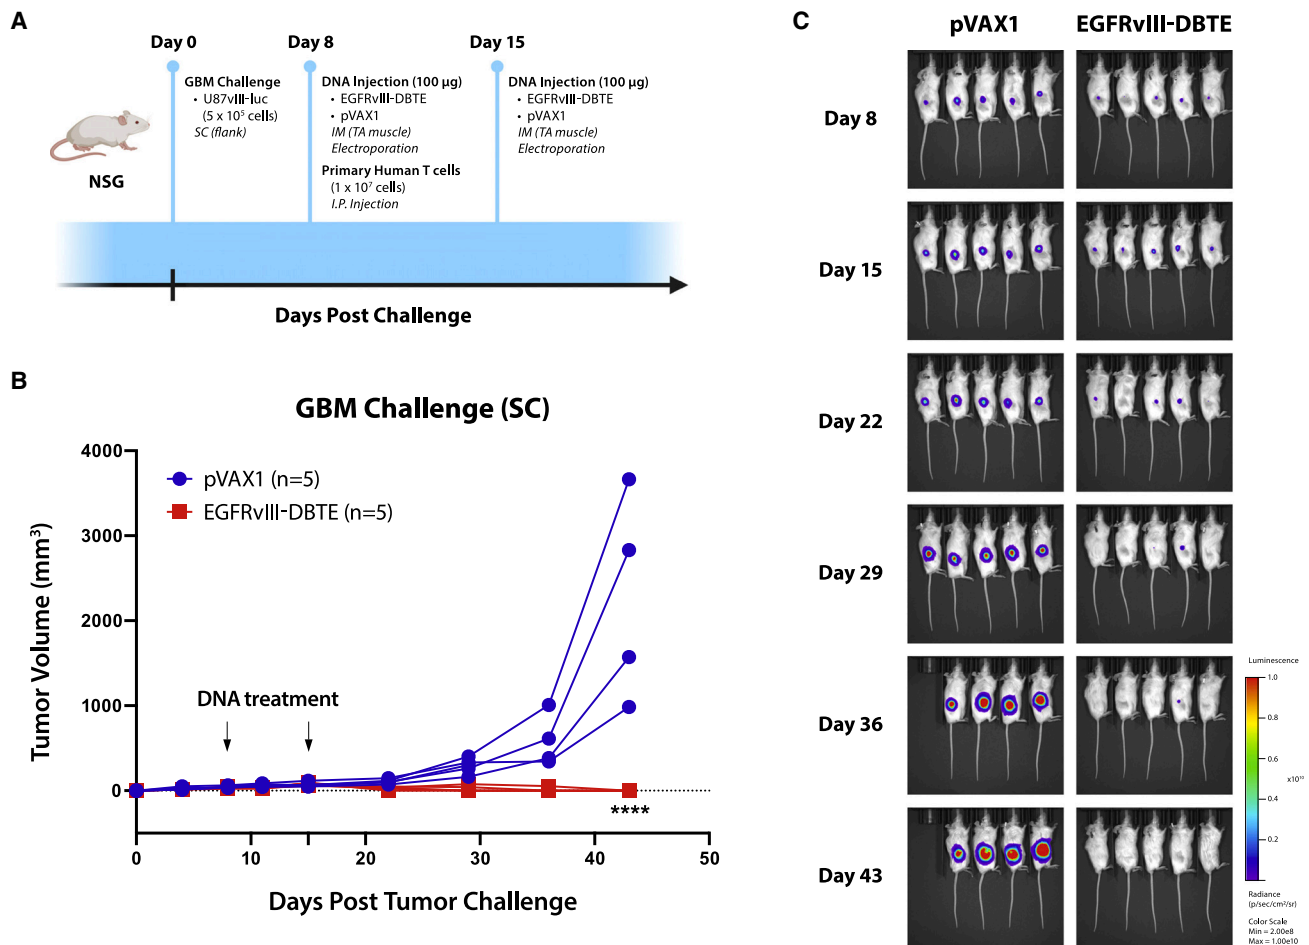 A
Day 0
Day 8
Day 15
GBM Challenge
• U87vIII-luc
(5 x 10⁵ cells)
SC (flank)
DNA Injection (100 µg)
• EGFRvIII-DBTE
• pVAX1
IM (TA muscle)
Electroporation
Primary Human T cells
(1 x 10⁷ cells)
I.P. Injection
DNA Injection (100 µg)
• EGFRvIII-DBTE
• pVAX1
IM (TA muscle)
Electroporation
NSG
Days Post Challenge
B
GBM Challenge (SC)
Tumor Volume (mm³)
4000
3000
2000
1000
0
pVAX1 (n=5)
EGFRvIII-DBTE (n=5)
DNA treatment
****
0
10
20
30
40
50
Days Post Tumor Challenge
C
pVAX1
EGFRvIII-DBTE
Day 8
Day 15
Day 22
Day 29
Day 36
Day 43
Luminescence
1.0
0.8
0.6
x10¹⁰
0.4
0.2
Radiance
(p/sec/cm²/sr)
Color Scale
Min = 2.00e8
Max = 1.00e10